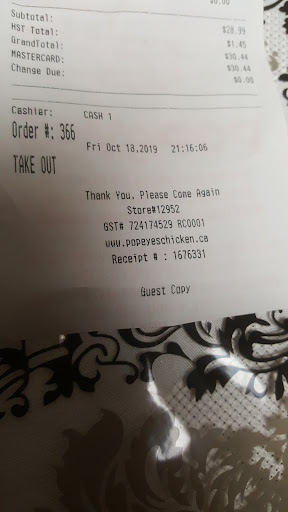 $0.00
Subtotal: $28.99
HST Total: $1.45
GrandTotal: $30.44
MASTERCARD: $30.44
Change Due: $0.00
Cashier: CASH 1
Order #: 366
Fri Oct 18,2019 21:16:06
TAKE OUT
Thank You, Please Come Again
Store#12952
GST# 724174529 RC0001
www.popeyeschicken.ca
Receipt # : 1676331
Guest Copy